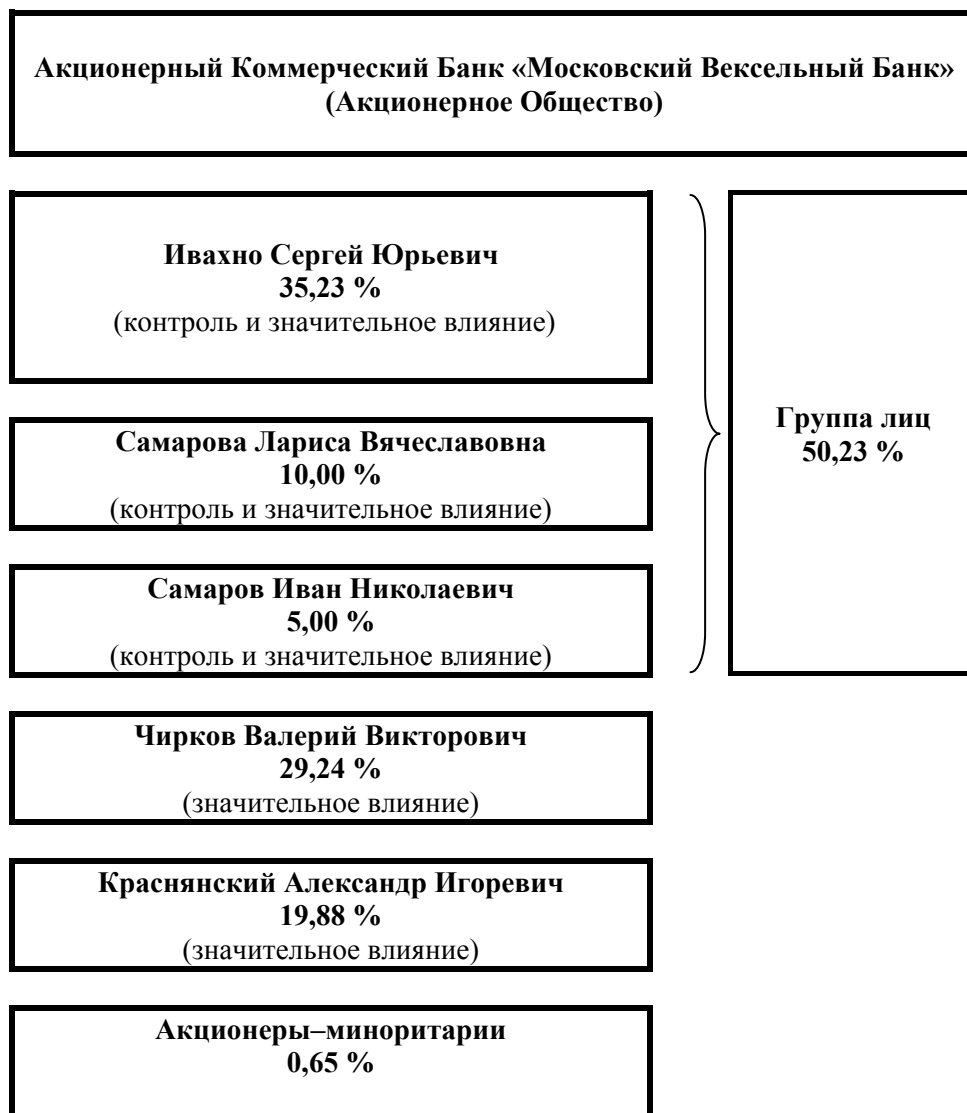 Акционерный Коммерческий Банк «Московский Вексельный Банк»
(Акционерное Общество)
Ивахно Сергей Юрьевич
35,23 %
(контроль и значительное влияние)
Самарова Лариса Вячеславовна
10,00 %
(контроль и значительное влияние)
Самаров Иван Николаевич
5,00 %
(контроль и значительное влияние)
Группа лиц
50,23 %
Чирков Валерий Викторович
29,24 %
(значительное влияние)
Краснянский Александр Игоревич
19,88 %
(значительное влияние)
Акционеры–миноритарии
0,65 %